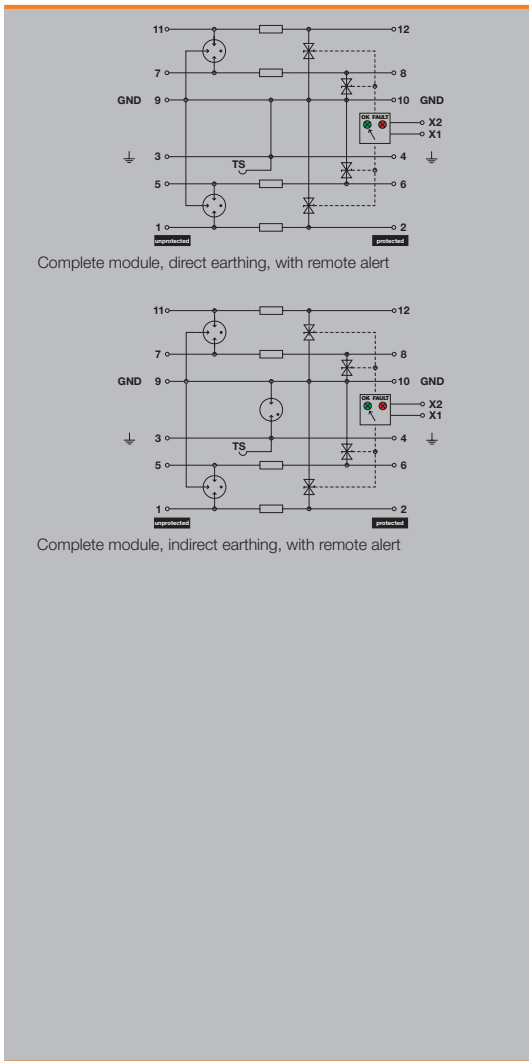 11 12
7 8
GND 9 10 GND
OK FAULT
X2
X1
3 4
TS
5 6
1 2
unprotected protected
Complete module, direct earthing, with remote alert
11 12
7 8
GND 9 10 GND
OK FAULT
X2
X1
3 4
TS
5 6
1 2
unprotected protected
Complete module, indirect earthing, with remote alert